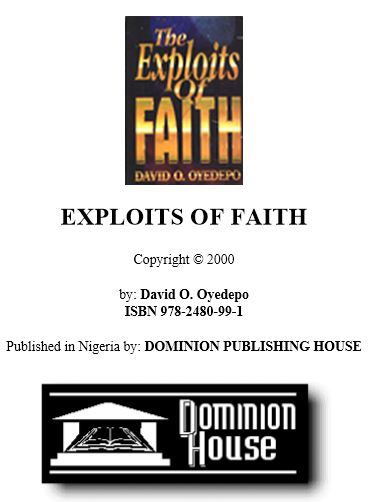 The
Exploits
Of
FAITH
DAVID O. OYEDEPO
EXPLOITS OF FAITH
Copyright © 2000
by: David O. Oyedepo
ISBN 978-2480-99-1
Published in Nigeria by: DOMINION PUBLISHING HOUSE
Dominion
House